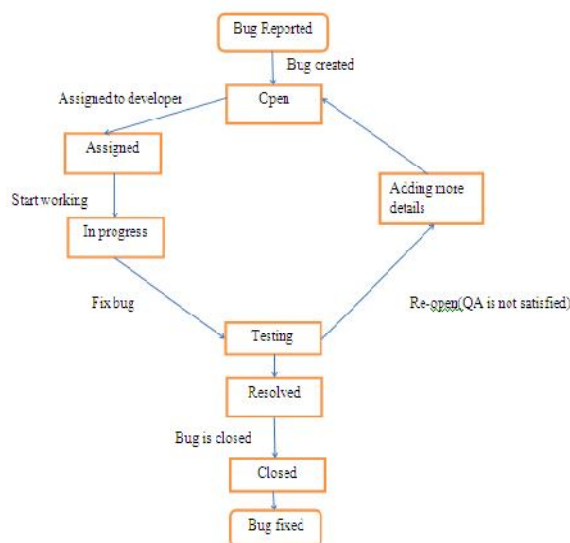 Bug Reported
Bug created
Open
Assigned to developer
Assigned
Start working
In progress
Adding more
details
Fix bug
Re-open(QA is not satisfied)
Testing
Resolved
Bug is closed
Closed
Bug fixed